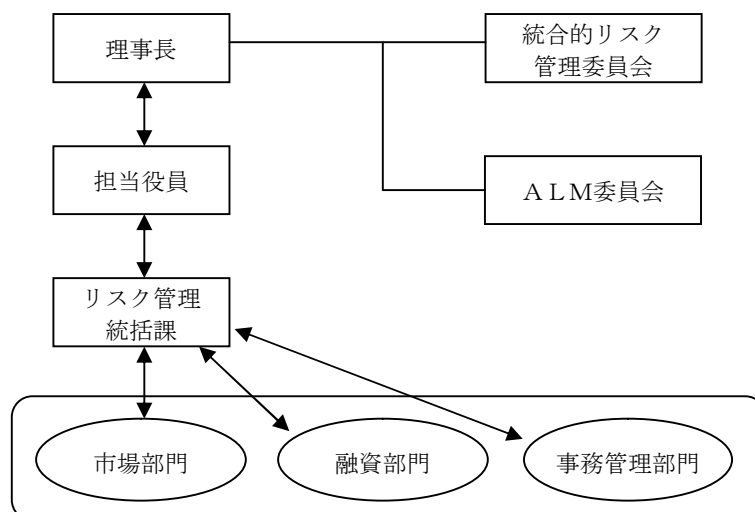 理事長
統合的リスク
管理委員会
担当役員
ＡＬＭ委員会
リスク管理
統括課
市場部門
融資部門
事務管理部門